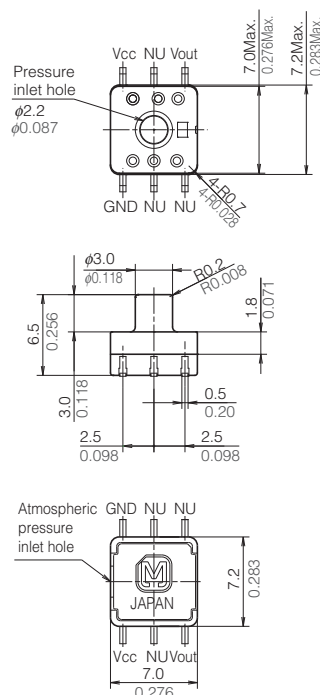 Vcc NU Vout
Pressure
inlet hole
ϕ2.2
ϕ0.087
7.0Max.
0.276Max.
7.2Max.
0.283Max.
4-R0.7
4-R0.028
GND NU NU
ϕ3.0
ϕ0.118
R0.2
R0.008
6.5
0.256
3.0
0.118
1.8
0.071
0.5
0.20
2.5
0.098
2.5
0.098
Atmospheric
pressure
inlet hole
GND NU NU
M
JAPAN
7.2
0.283
Vcc NU Vout
7.0
0.276